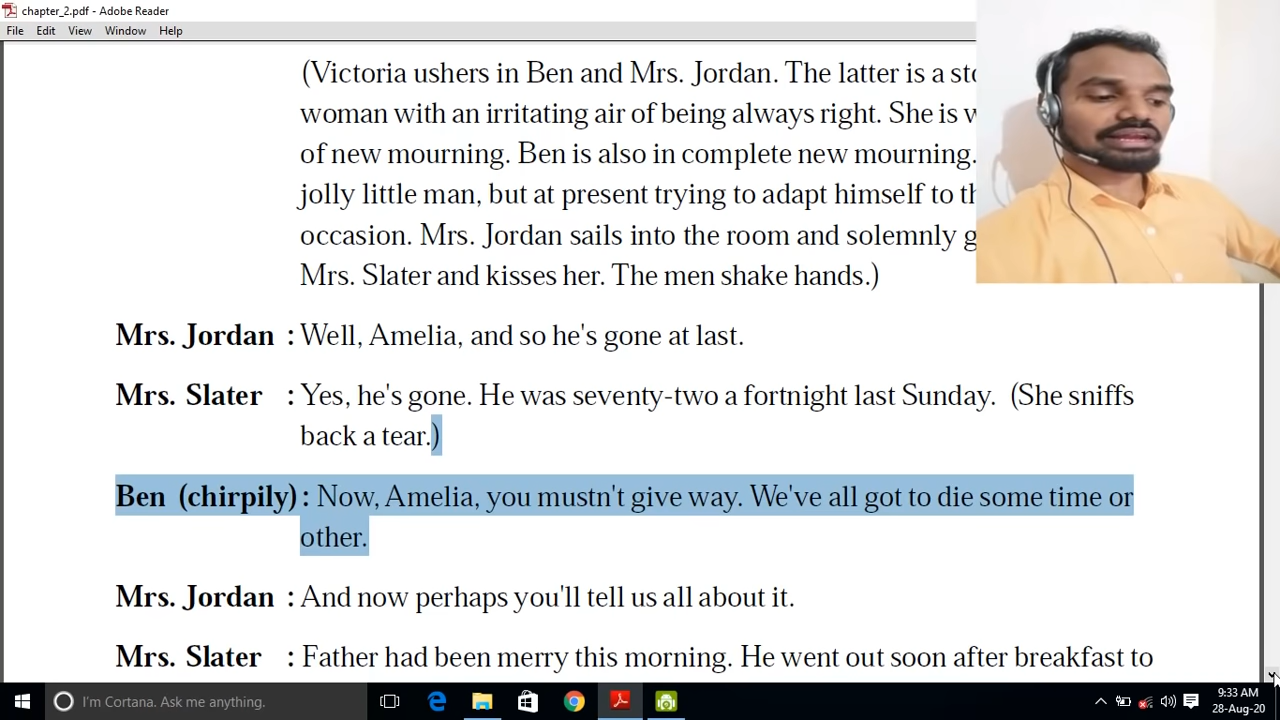 chapter_2.pdf - Adobe Reader
File Edit View Window Help
(Victoria ushers in Ben and Mrs. Jordan. The latter is a
woman with an irritating air of being always right. She is
of new mourning. Ben is also in complete new mourning.
jolly little man, but at present trying to adapt himself to
occasion. Mrs. Jordan sails into the room and solemnly
Mrs. Slater and kisses her. The men shake hands.)
Mrs. Jordan : Well, Amelia, and so he's gone at last.
Mrs. Slater : Yes, he's gone. He was seventy-two a fortnight last Sunday. (She sniffs
back a tear.)
Ben (chirpily) : Now, Amelia, you mustn't give way. We've all got to die some time or
other.
Mrs. Jordan : And now perhaps you'll tell us all about it.
Mrs. Slater : Father had been merry this morning. He went out soon after breakfast to
I'm Cortana. Ask me anything.
9:33 AM
28-Aug-20